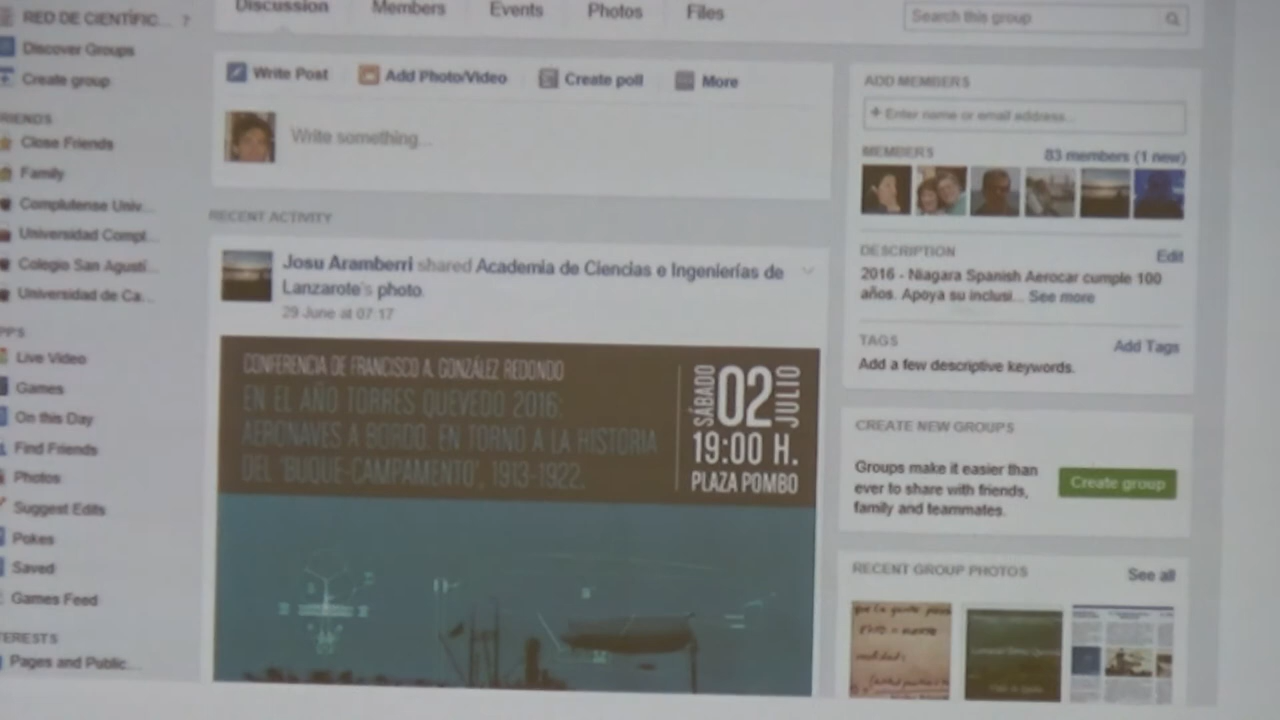 RED DE CIENTÍFIC... 7
Discover Groups
Create group
FRIENDS
Close Friends
Family
Complutense Univ...
Universidad Compl...
Colegio San Agustí...
Universidad de Ca...
APPS
Live Video
Games
On this Day
Find Friends
Photos
Suggest Edits
Pokes
Saved
Games Feed
INTERESTS
Pages and Public...
Discussion Members Events Photos Files
Write Post Add Photo/Video Create poll More
Write something...
RECENT ACTIVITY
Josu Aramberri shared Academia de Ciencias e Ingenierías de
Lanzarote's photo.
29 June at 07:17
CONFERENCIA DE FRANCISCO A. GONZÁLEZ REDONDO
EN EL AÑO TORRES QUEVEDO 2016:
AERONAVES A BORDO. EN TORNO A LA HISTORIA
DEL "BUQUE-CAMPAMENTO", 1913-1922.
SÁBADO 02 JULIO
19:00 H.
PLAZA POMBO
Search this group
ADD MEMBERS
+ Enter name or email address...
MEMBERS 83 members (1 new)
DESCRIPTION Edit
2016 - Niagara Spanish Aerocar cumple 100
años. Apoya su inclusi... See more
TAGS Add Tags
Add a few descriptive keywords.
CREATE NEW GROUPS
Groups make it easier than
ever to share with friends,
family and teammates.
Create group
RECENT GROUP PHOTOS See all